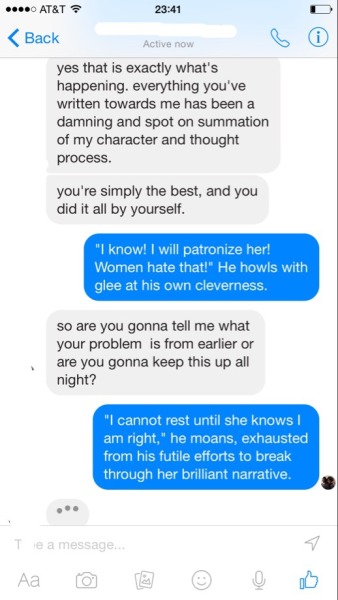 AT&T
23:41
Back
Active now
yes that is exactly what's
happening. everything you've
written towards me has been a
damning and spot on summation
of my character and thought
process.
you're simply the best, and you
did it all by yourself.
"I know! I will patronize her!
Women hate that!" He howls with
glee at his own cleverness.
so are you gonna tell me what
your problem is from earlier or
are you gonna keep this up all
night?
"I cannot rest until she knows I
am right," he moans, exhausted
from his futile efforts to break
through her brilliant narrative.
T e a message...
Aa